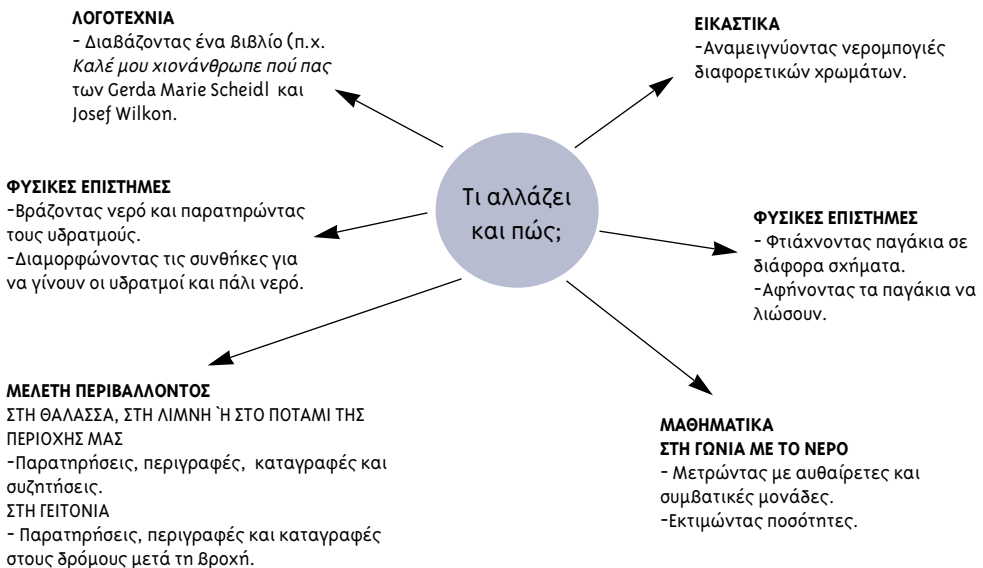 ΛΟΓΟΤΕΧΝΙΑ
- Διαβάζοντας ένα βιβλίο (π.χ.
Καλέ μου χιονάνθρωπε πού πας
των Gerda Marie Scheidl και
Josef Wilkon.
ΕΙΚΑΣΤΙΚΑ
-Αναμειγνύοντας νερομπογιές
διαφορετικών χρωμάτων.
Τι αλλάζει
και πώς;
ΦΥΣΙΚΕΣ ΕΠΙΣΤΗΜΕΣ
-Βράζοντας νερό και παρατηρώντας
τους υδρατμούς.
-Διαμορφώνοντας τις συνθήκες για
να γίνουν οι υδρατμοί και πάλι νερό.
ΦΥΣΙΚΕΣ ΕΠΙΣΤΗΜΕΣ
- Φτιάχνοντας παγάκια σε
διάφορα σχήματα.
-Αφήνοντας τα παγάκια να
λιώσουν.
ΜΕΛΕΤΗ ΠΕΡΙΒΑΛΛΟΝΤΟΣ
ΣΤΗ ΘΑΛΑΣΣΑ, ΣΤΗ ΛΙΜΝΗ `Η ΣΤΟ ΠΟΤΑΜΙ ΤΗΣ
ΠΕΡΙΟΧΗΣ ΜΑΣ
-Παρατηρήσεις, περιγραφές, καταγραφές και
συζητήσεις.
ΣΤΗ ΓΕΙΤΟΝΙΑ
- Παρατηρήσεις, περιγραφές και καταγραφές
στους δρόμους μετά τη βροχή.
ΜΑΘΗΜΑΤΙΚΑ
ΣΤΗ ΓΩΝΙΑ ΜΕ ΤΟ ΝΕΡΟ
- Μετρώντας με αυθαίρετες και
συμβατικές μονάδες.
-Εκτιμώντας ποσότητες.